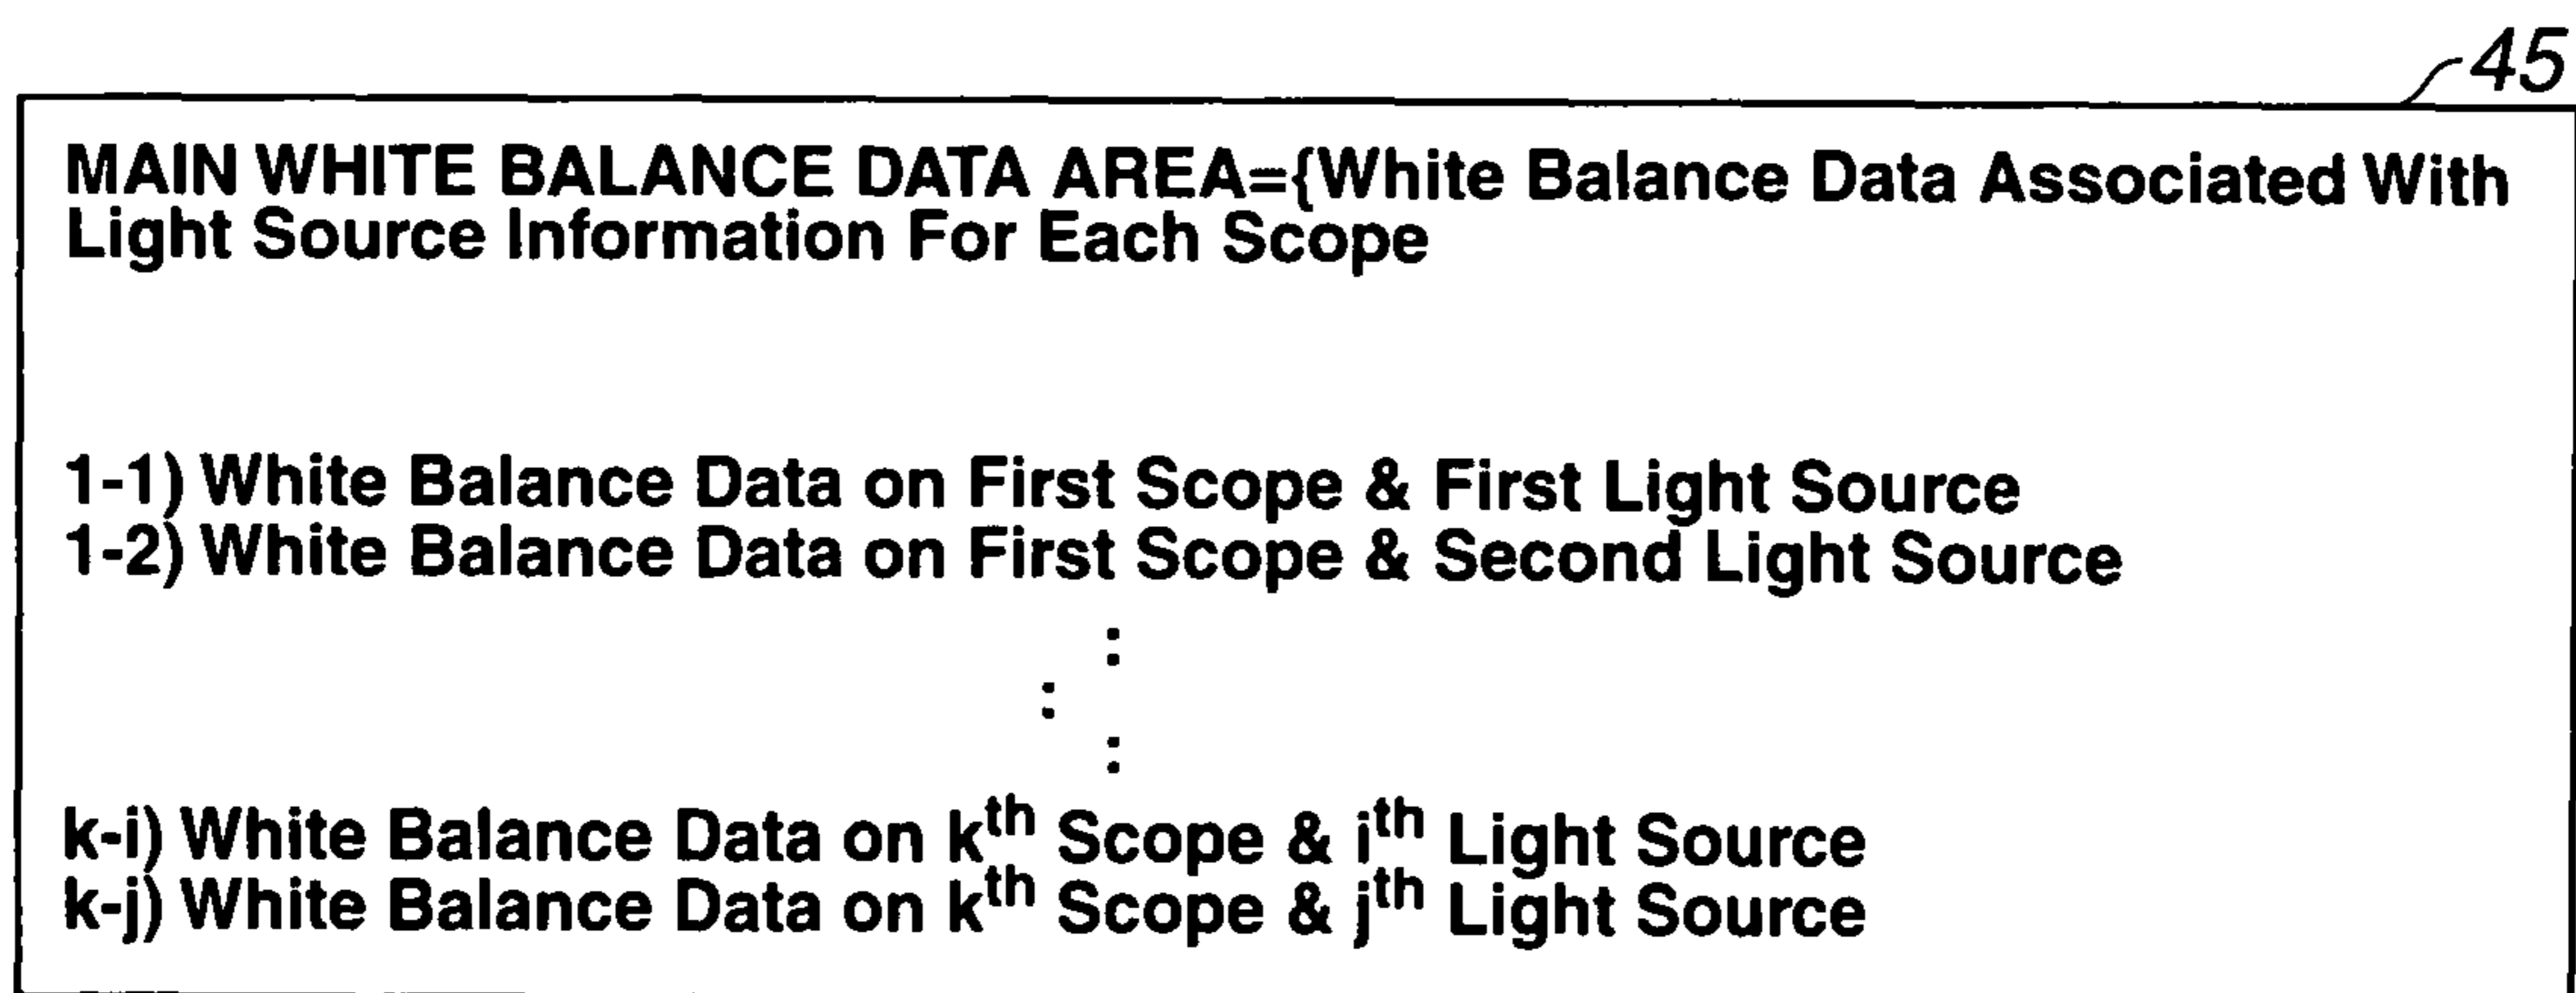 45
MAIN WHITE BALANCE DATA AREA={White Balance Data Associated With
Light Source Information For Each Scope
1-1) White Balance Data on First Scope & First Light Source
1-2) White Balance Data on First Scope & Second Light Source
:
:
:
k-i) White Balance Data on kth Scope & ith Light Source
k-j) White Balance Data on kth Scope & jth Light Source